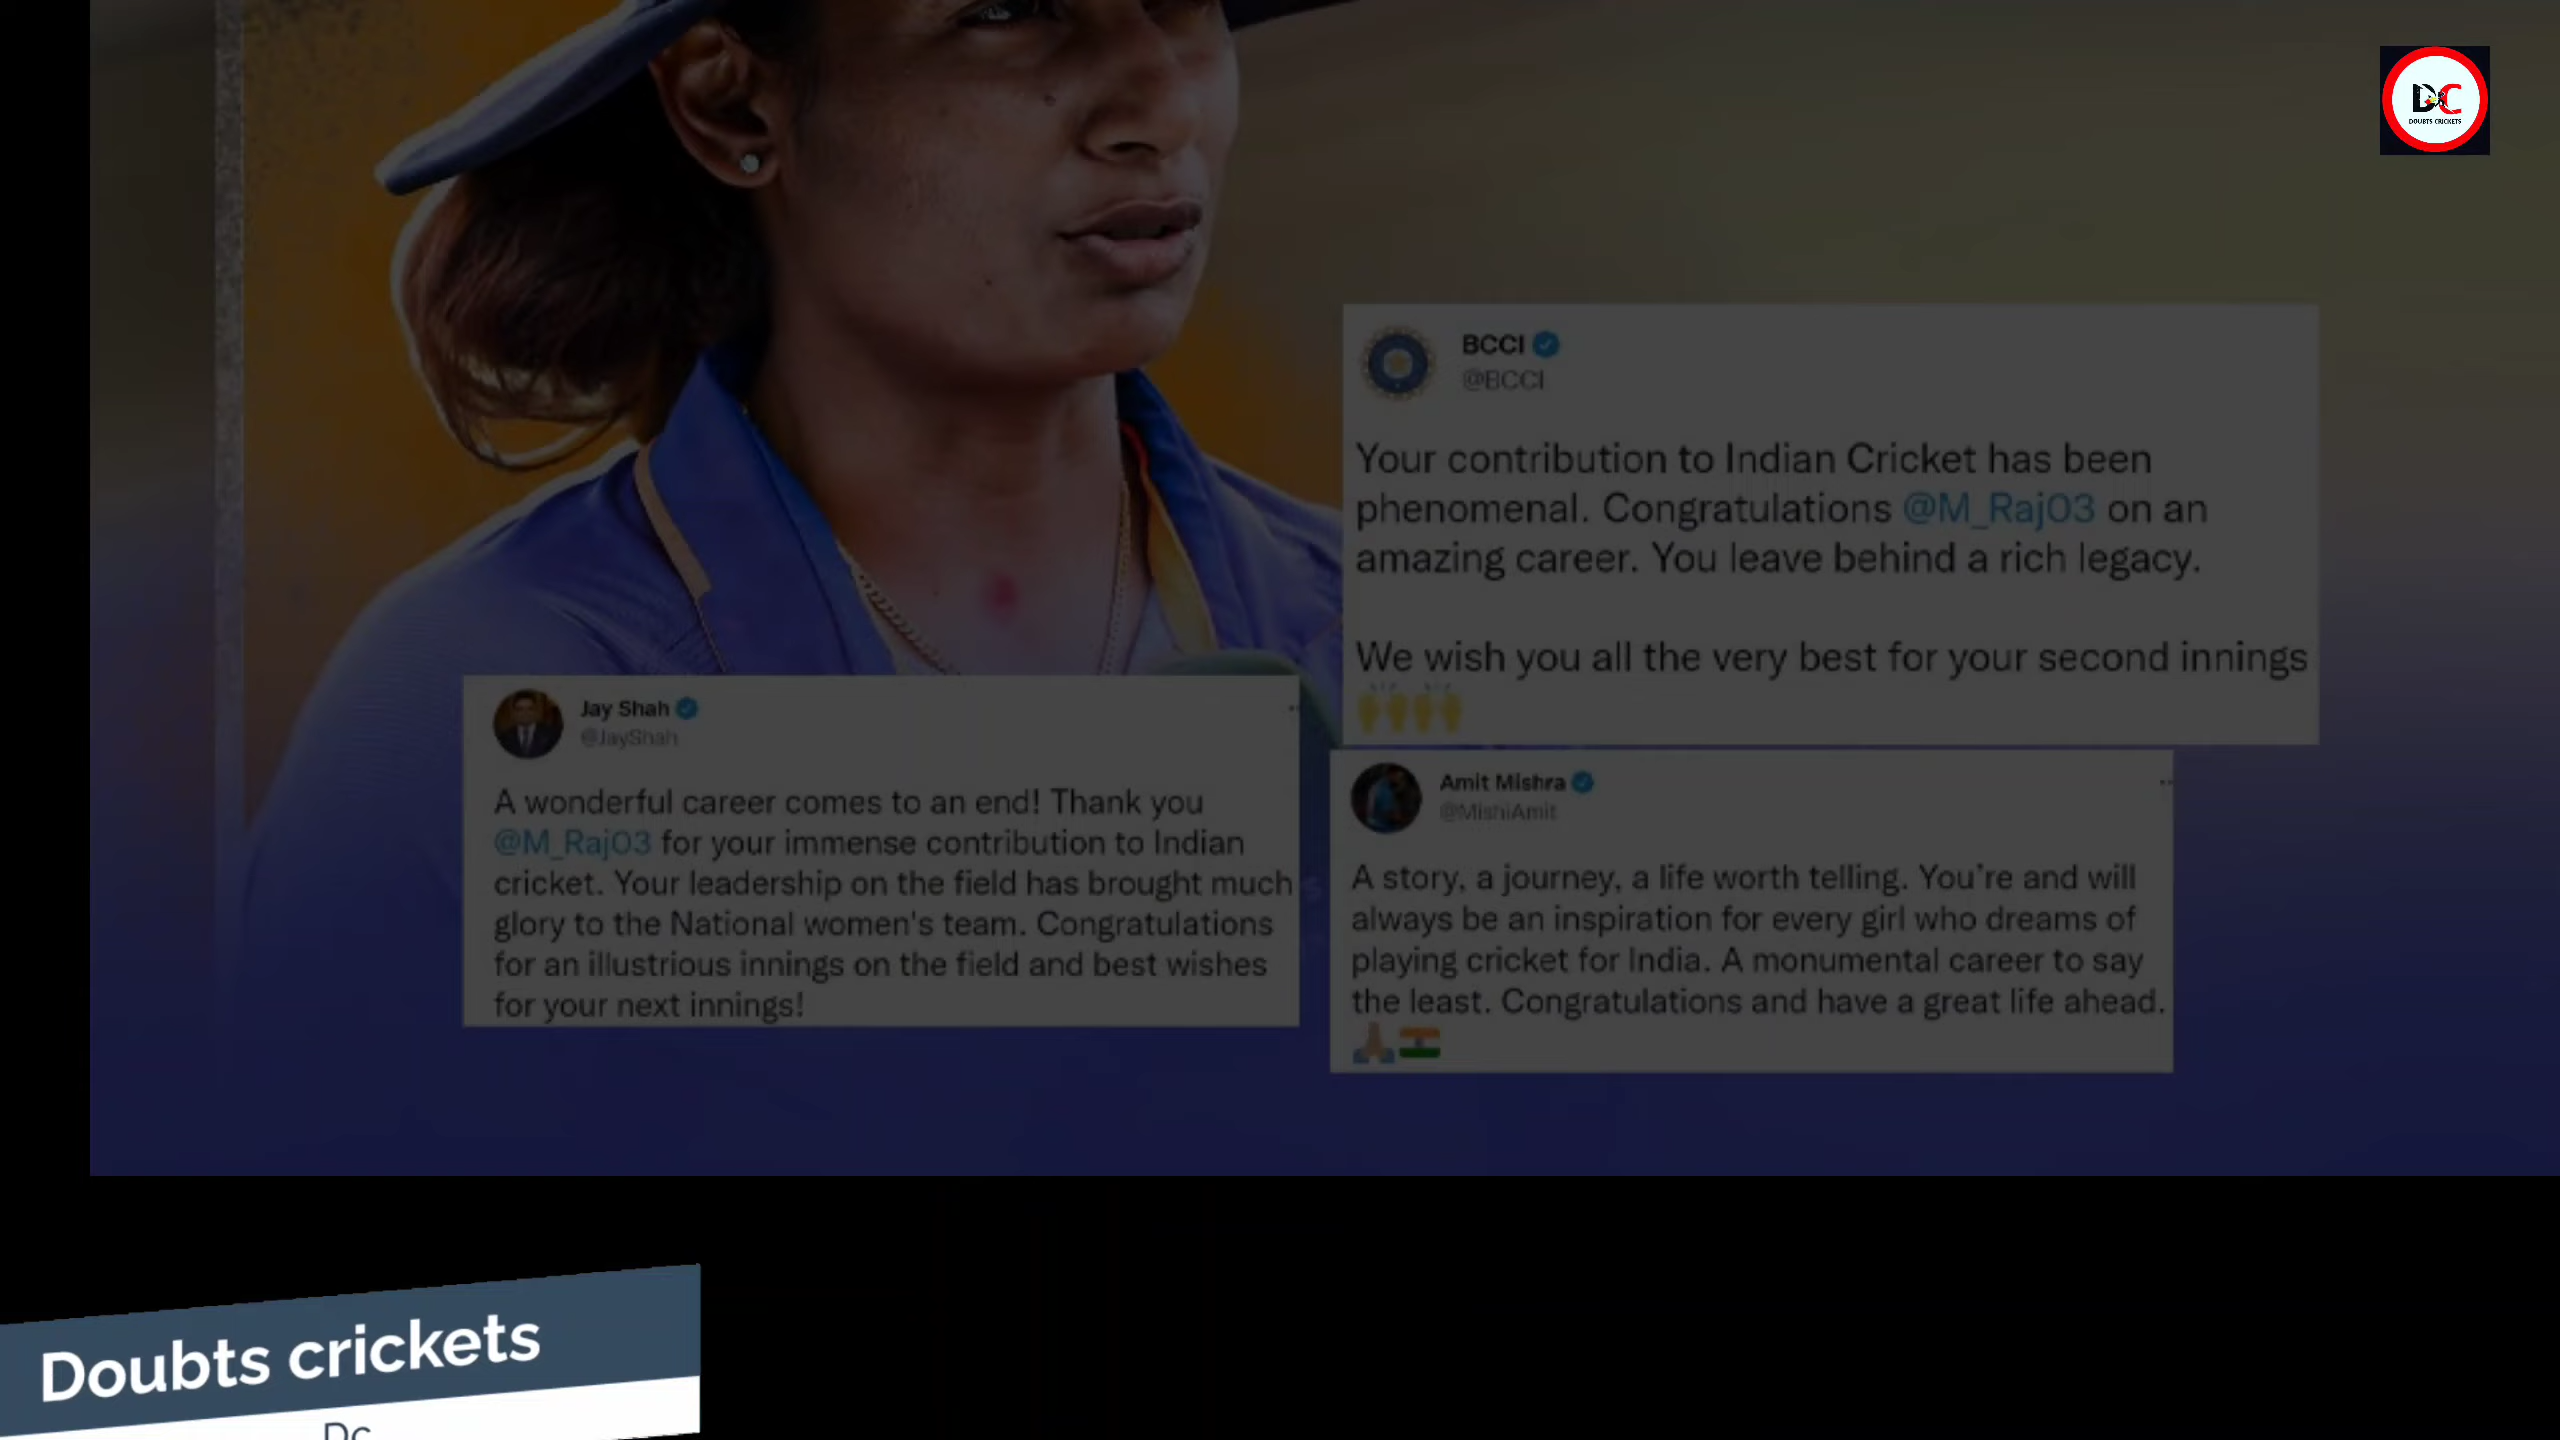 DC
DOUBTS CRICKETS
BCCI
@BCCI
Your contribution to Indian Cricket has been
phenomenal. Congratulations @M_Raj03 on an
amazing career. You leave behind a rich legacy.
We wish you all the very best for your second innings
🙌🙌
Jay Shah
@JayShah
A wonderful career comes to an end! Thank you
@M_Raj03 for your immense contribution to Indian
cricket. Your leadership on the field has brought much
glory to the National women's team. Congratulations
for an illustrious innings on the field and best wishes
for your next innings!
Amit Mishra
@MishiAmit
A story, a journey, a life worth telling. You're and will
always be an inspiration for every girl who dreams of
playing cricket for India. A monumental career to say
the least. Congratulations and have a great life ahead.
🙏🏼🇮🇳
Doubts crickets
Dc